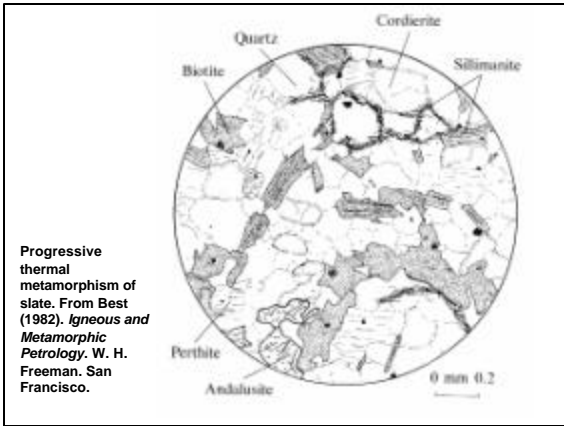 Cordierite
Quartz
Sillimanite
Biotite
Progressive
thermal
metamorphism of
slate. From Best
(1982). Igneous and
Metamorphic
Petrology. W. H.
Freeman. San
Francisco.
Perthite
Andalusite
0 mm 0.2